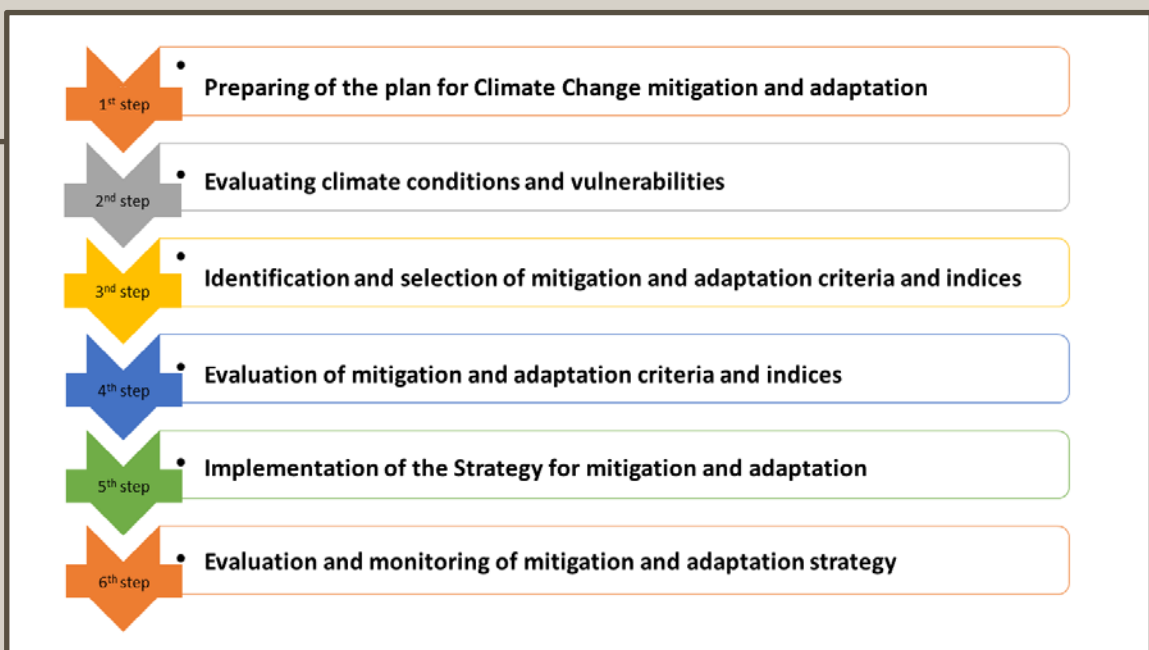 1st step
• Preparing of the plan for Climate Change mitigation and adaptation
2nd step
• Evaluating climate conditions and vulnerabilities
3nd step
• Identification and selection of mitigation and adaptation criteria and indices
4th step
• Evaluation of mitigation and adaptation criteria and indices
5th step
• Implementation of the Strategy for mitigation and adaptation
6th step
• Evaluation and monitoring of mitigation and adaptation strategy